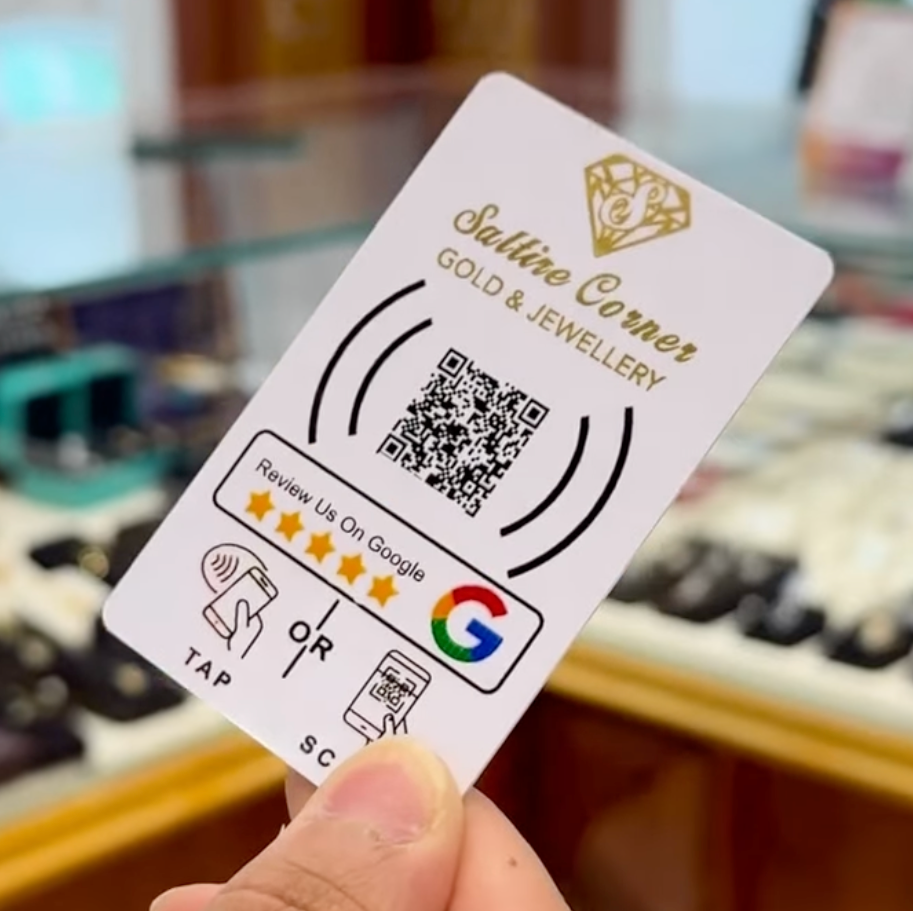 Saltire Corner
GOLD & JEWELLERY
Review Us On Google
TAP
OR
SC